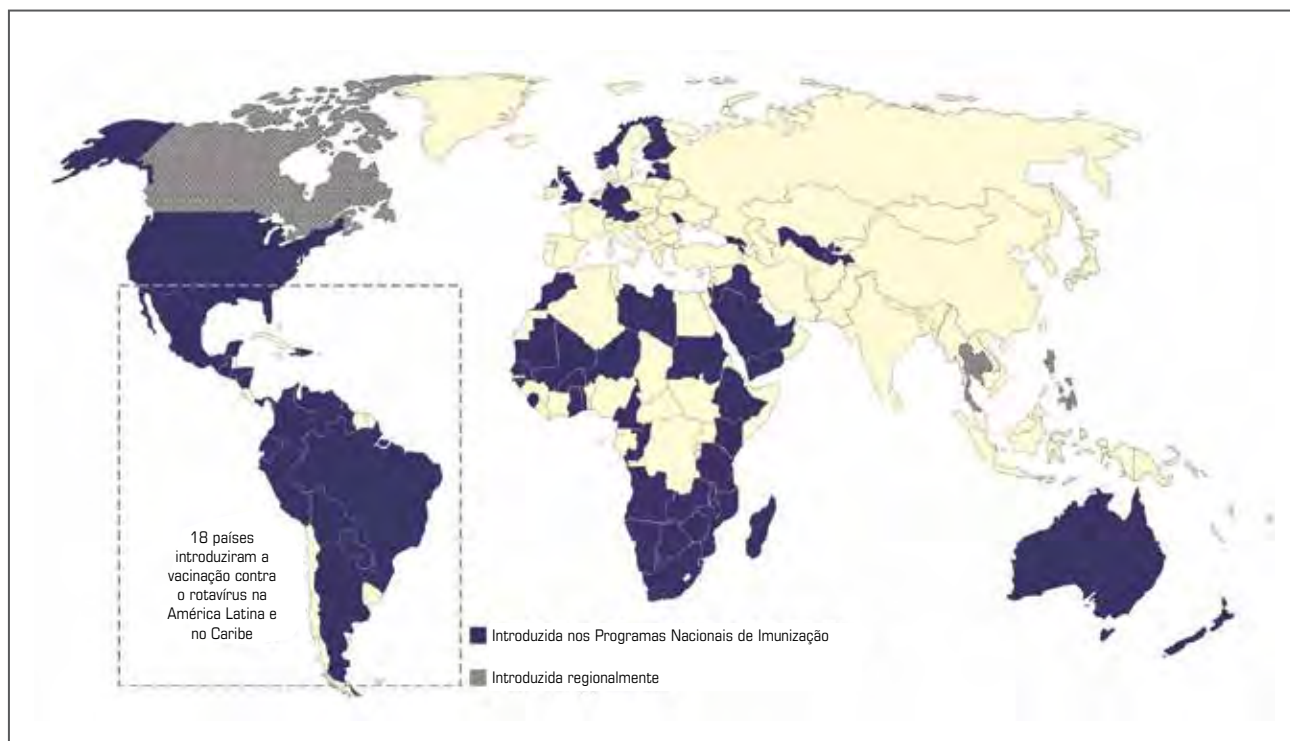 18 países
introduziram a
vacinação contra
o rotavírus na
América Latina e
no Caribe
Introduzida nos Programas Nacionais de Imunização
Introduzida regionalmente